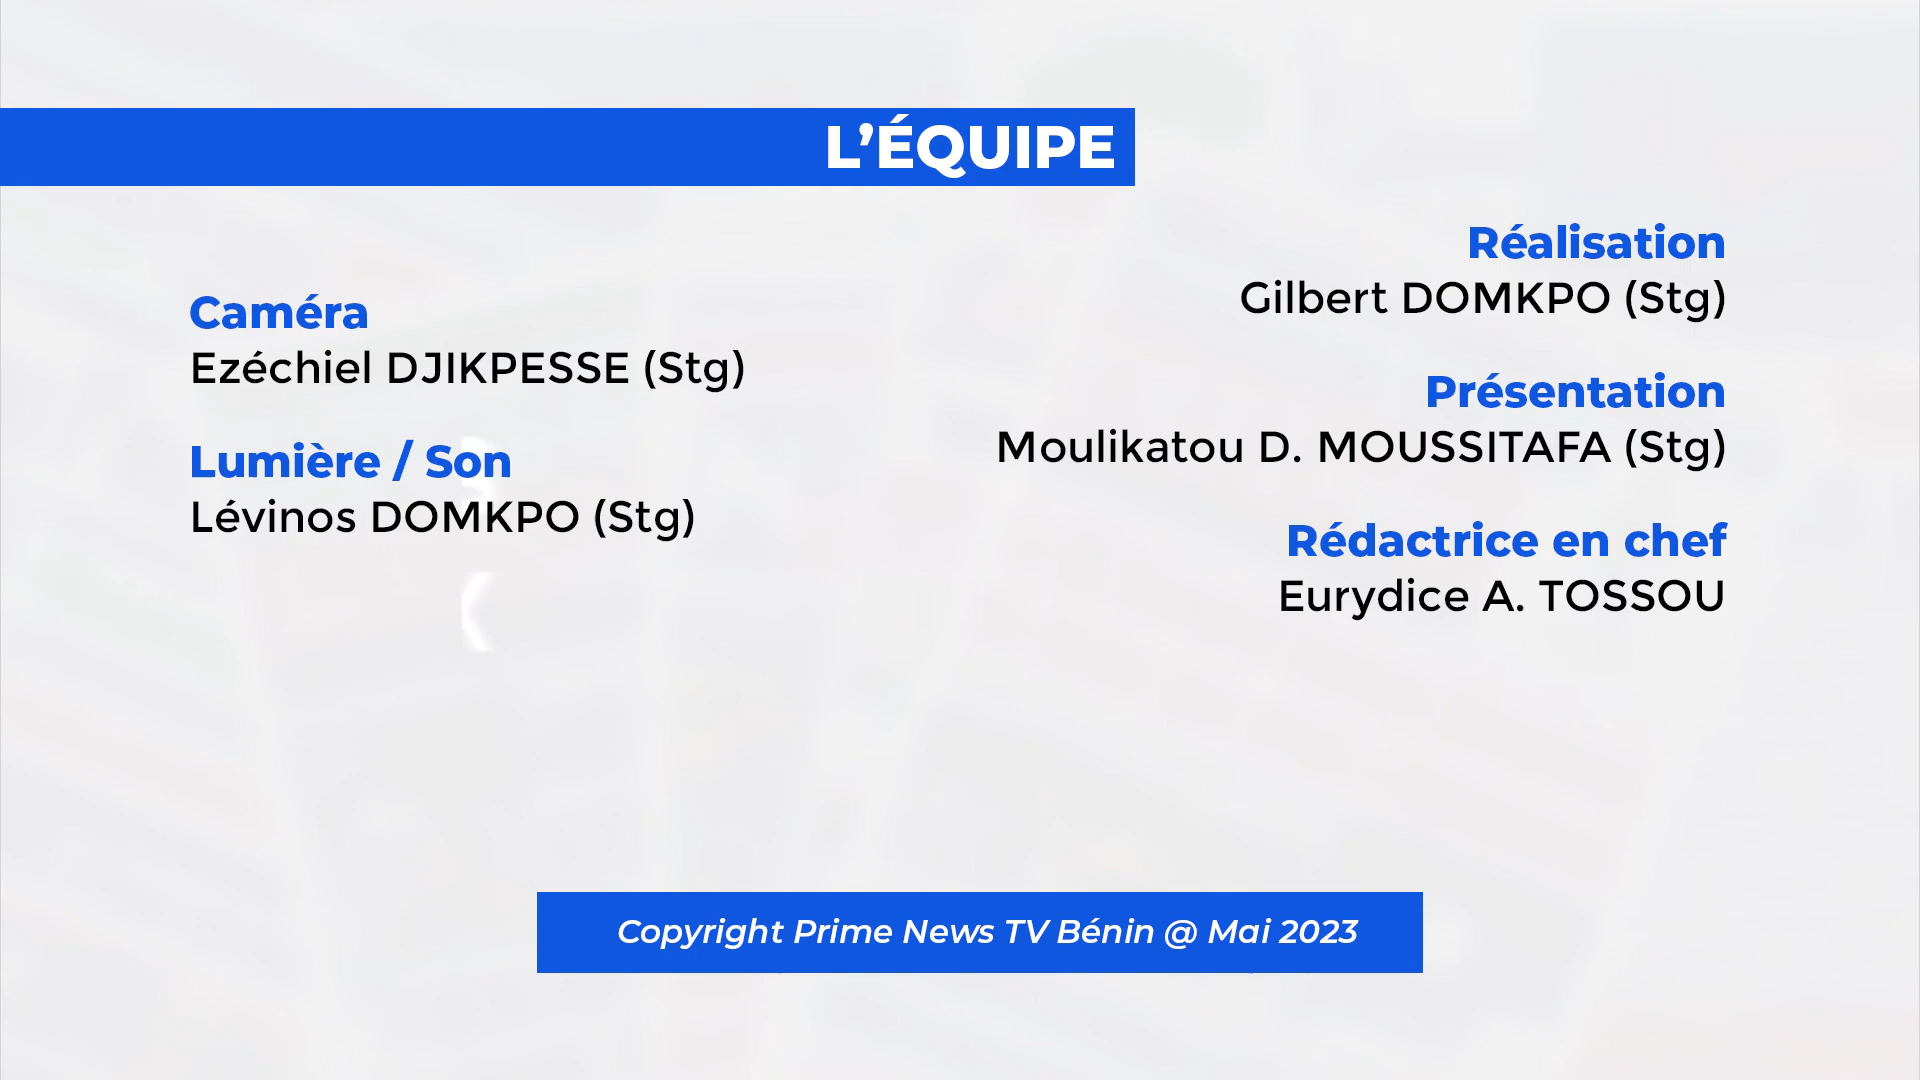 L’ÉQUIPE
Caméra
Ezéchiel DJIKPESSE (Stg)
Lumière / Son
Lévinos DOMKPO (Stg)
Réalisation
Gilbert DOMKPO (Stg)
Présentation
Moulikatou D. MOUSSITAFA (Stg)
Rédactrice en chef
Eurydice A. TOSSOU
Copyright Prime News TV Bénin @ Mai 2023